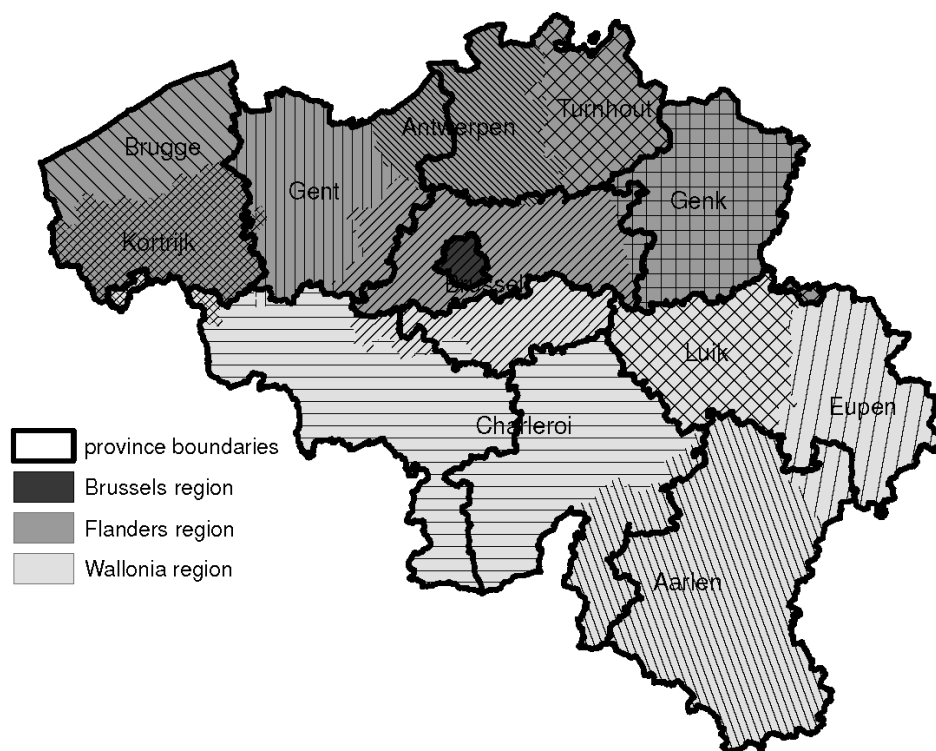 Turnhout
Antwerpen
Brugge
Gent
Genk
Kortrijk
Brussel
Luik
Eupen
Charleroi
province boundaries
Brussels region
Flanders region
Wallonia region
Aarlen